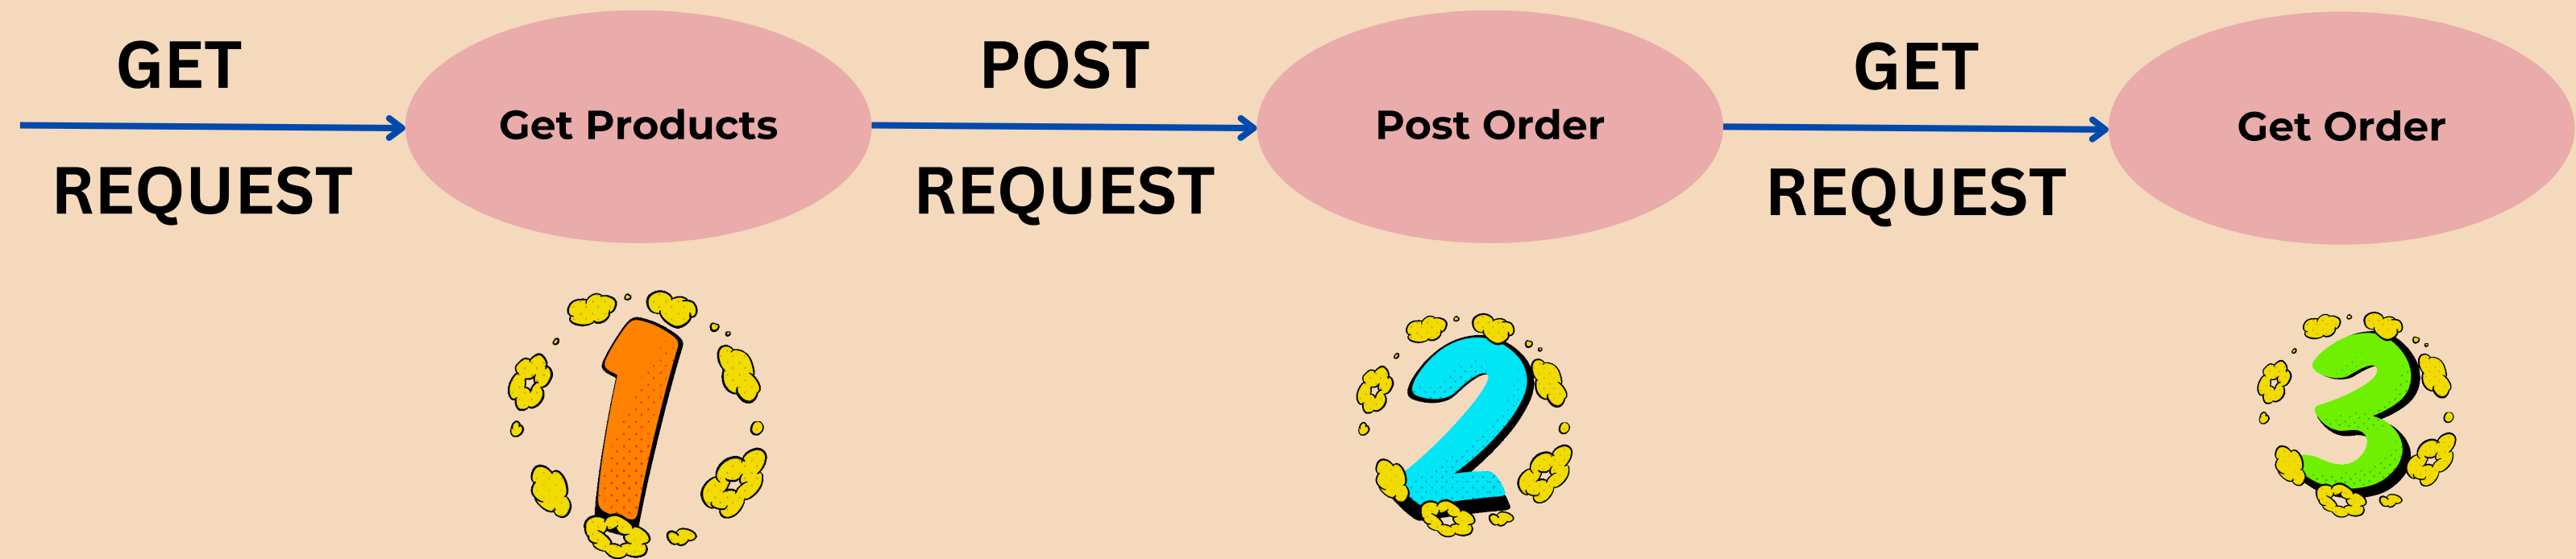 GET
REQUEST
Get Products
POST
REQUEST
Post Order
GET
REQUEST
Get Order
1
2
3